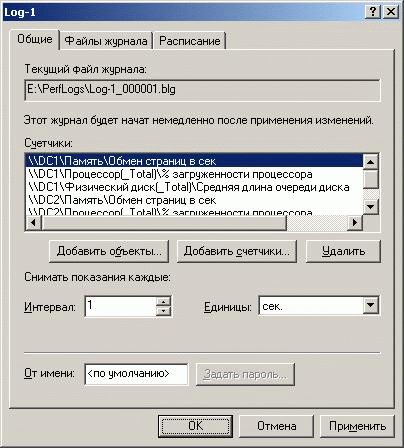 Log-1
Общие
Файлы журнала
Расписание
Текущий файл журнала:
E:\PerfLogs\Log-1_000001.blg
Этот журнал будет начат немедленно после применения изменений.
Счетчики:
\\DC1\Память\Обмен страниц в сек
\\DC1\Процессор(_Total)\% загруженности процессора
\\DC1\Физический диск(_Total)\Средняя длина очереди диска
\\DC2\Память\Обмен страниц в сек
\\DC2\Процессор(_Total)\% загруженности процессора
Добавить объекты...
Добавить счетчики...
Удалить
Снимать показания каждые:
Интервал:
1
Единицы:
сек.
От имени:
<по умолчанию>
Задать пароль...
OK
Отмена
Применить